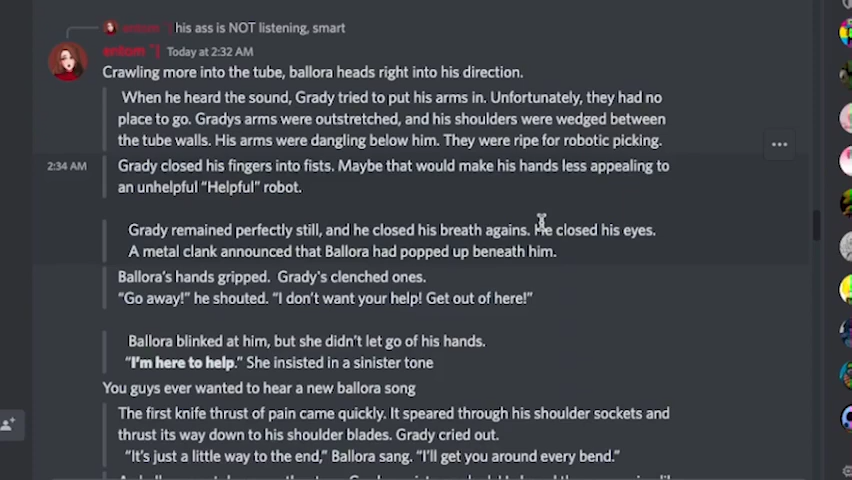 his ass is NOT listening, smart
Today at 2:32 AM
Crawling more into the tube, ballora heads right into his direction.
When he heard the sound, Grady tried to put his arms in. Unfortunately, they had no
place to go. Gradys arms were outstretched, and his shoulders were wedged between
the tube walls. His arms were dangling below him. They were ripe for robotic picking.
2:34 AM
Grady closed his fingers into fists. Maybe that would make his hands less appealing to
an unhelpful “Helpful” robot.
Grady remained perfectly still, and he closed his breath agains. He closed his eyes.
A metal clank announced that Ballora had popped up beneath him.
Ballora’s hands gripped. Grady's clenched ones.
“Go away!” he shouted. “I don’t want your help! Get out of here!”
Ballora blinked at him, but she didn’t let go of his hands.
“I’m here to help.” She insisted in a sinister tone
You guys ever wanted to hear a new ballora song
The first knife thrust of pain came quickly. It speared through his shoulder sockets and
thrust its way down to his shoulder blades. Grady cried out.
“It’s just a little way to the end,” Ballora sang. “I’ll get you around every bend.”